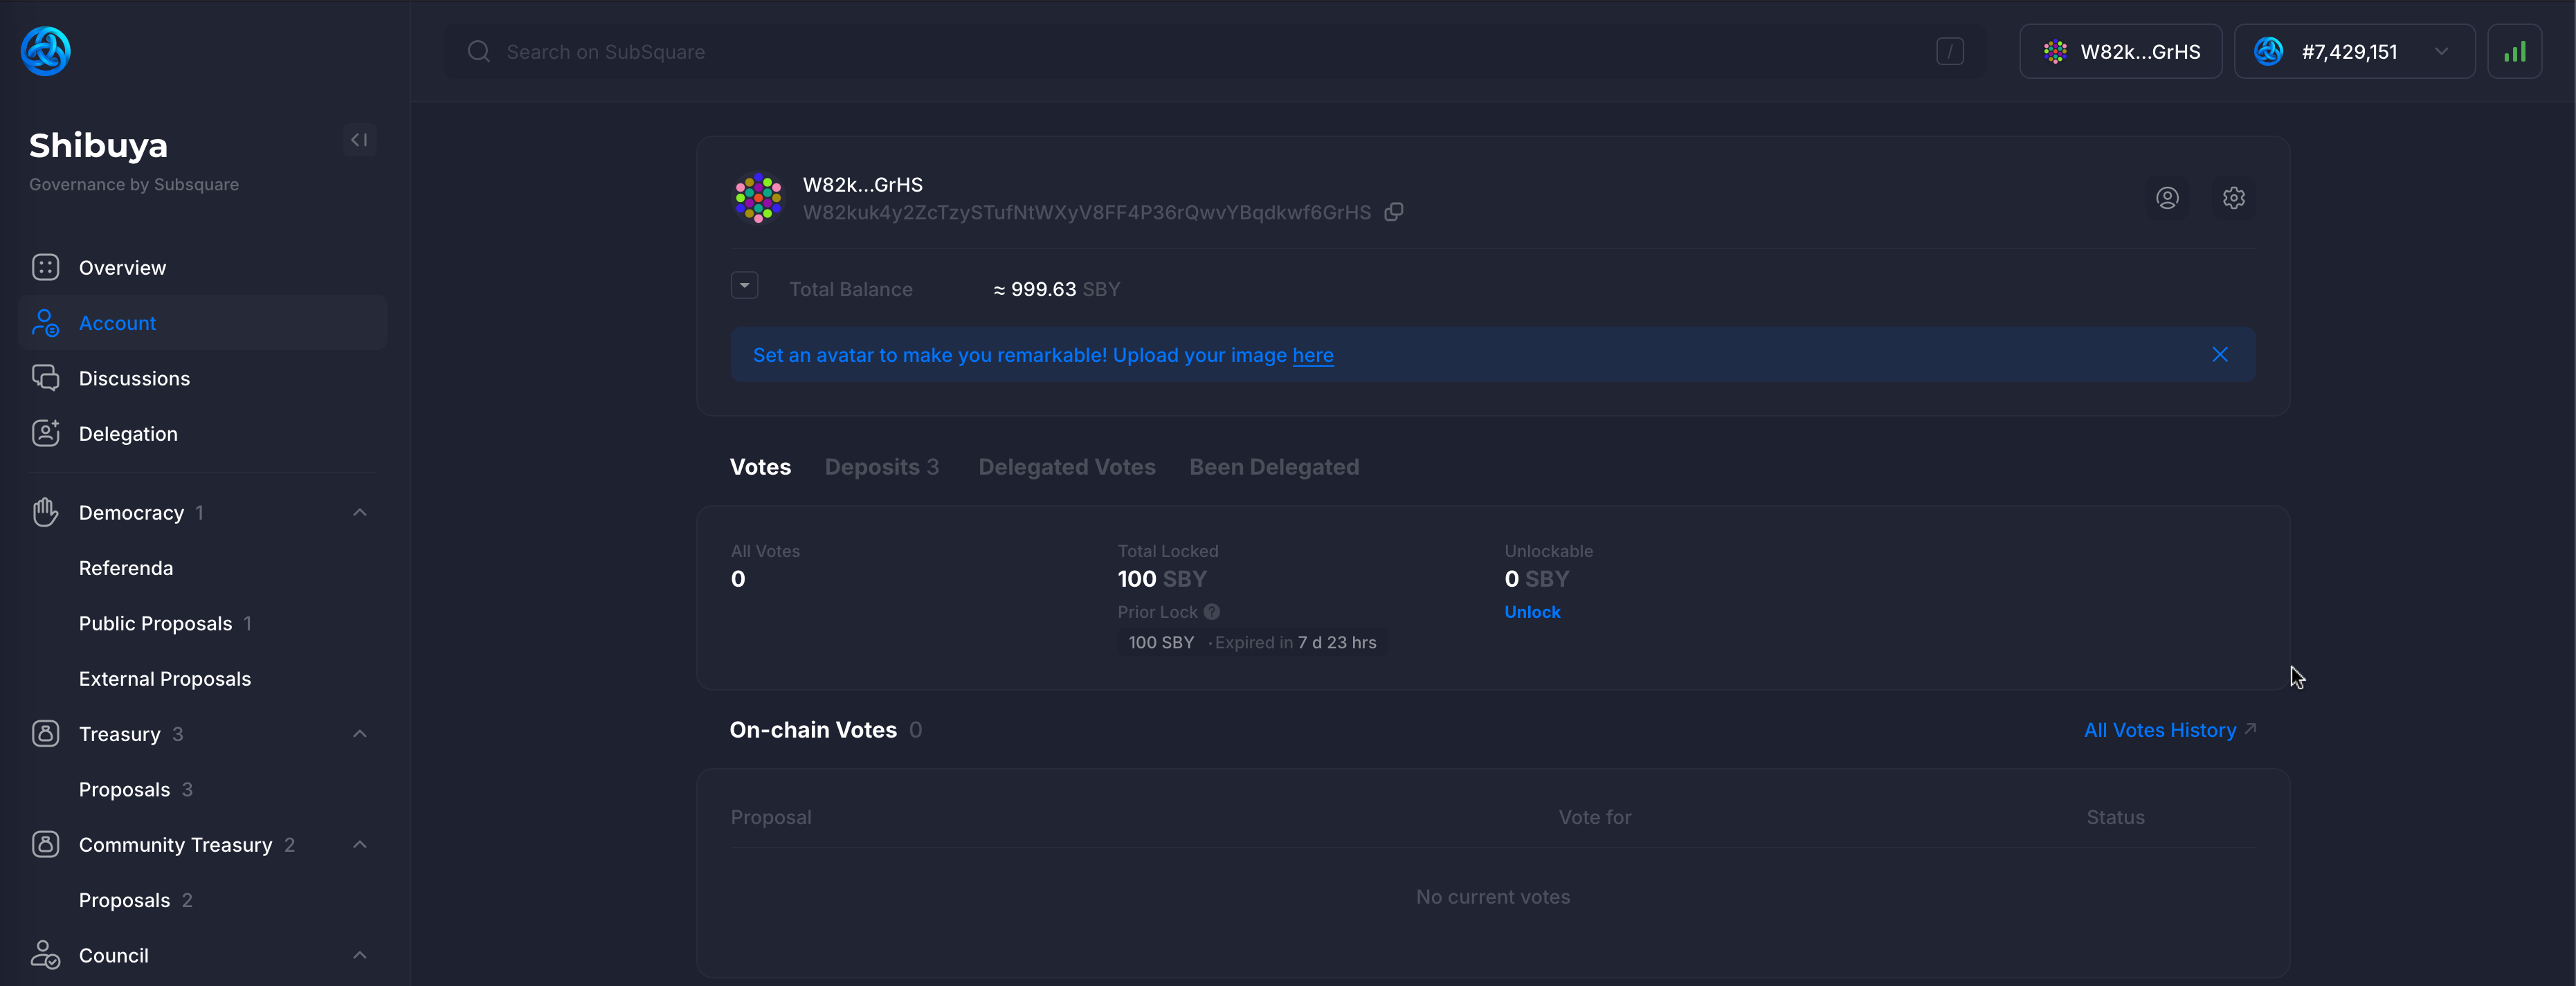 Search on SubSquare
/
W82k...GrHS
#7,429,151
Shibuya
Governance by Subsquare
Overview
Account
Discussions
Delegation
Democracy 1
Referenda
Public Proposals 1
External Proposals
Treasury 3
Proposals 3
Community Treasury 2
Proposals 2
Council
W82k...GrHS
W82kuk4y2ZcTzySTufNtWXyV8FF4P36rQwvYBqdkwf6GrHS
Total Balance ≈ 999.63 SBY
Set an avatar to make you remarkable! Upload your image here
Votes Deposits 3 Delegated Votes Been Delegated
All Votes
0
Total Locked
100 SBY
Prior Lock ?
100 SBY ·Expired in 7 d 23 hrs
Unlockable
0 SBY
Unlock
On-chain Votes 0
All Votes History
Proposal Vote for Status
No current votes